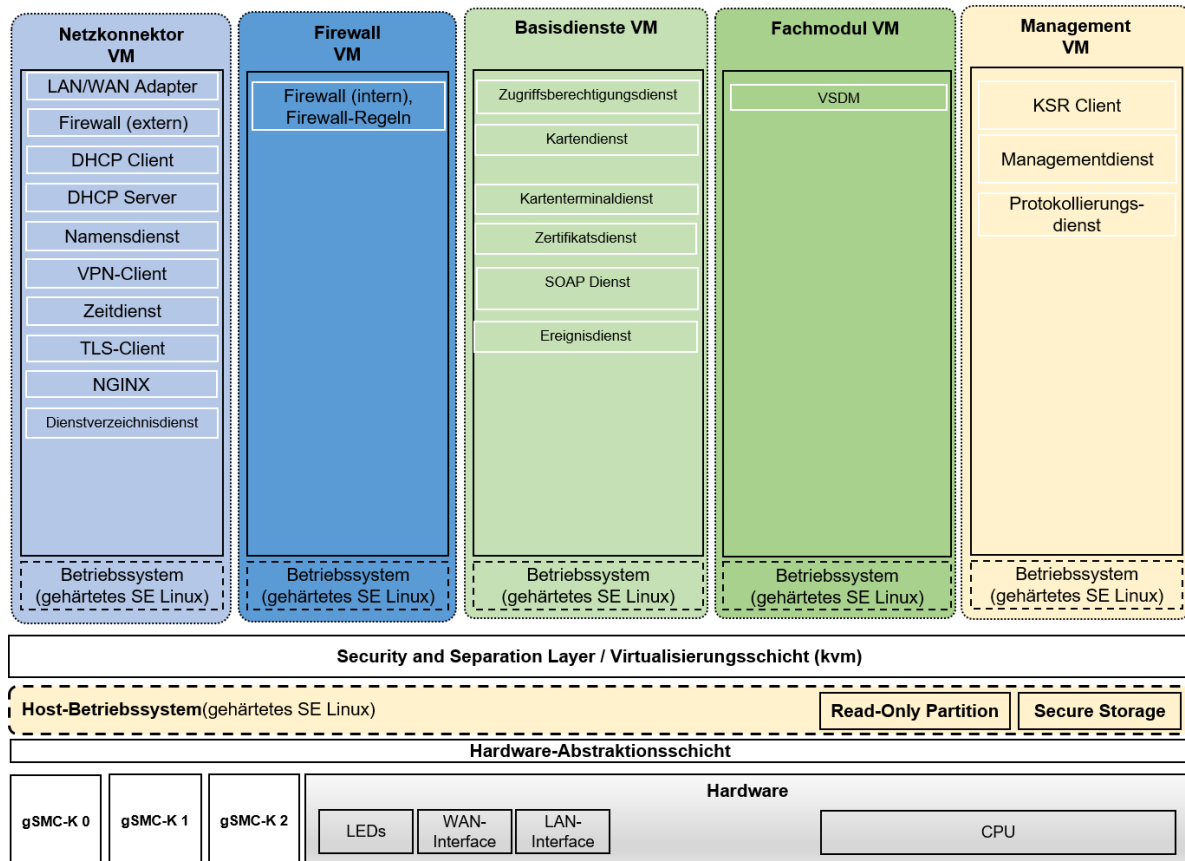 Netzkonnektor
VM
LAN/WAN Adapter
Firewall (extern)
DHCP Client
DHCP Server
Namensdienst
VPN-Client
Zeitdienst
TLS-Client
NGINX
Dienstverzeichnisdienst
Betriebssystem
(gehärtetes SE Linux)
Firewall
VM
Firewall (intern),
Firewall-Regeln
Betriebssystem
(gehärtetes SE Linux)
Basisdienste VM
Zugriffsberechtigungsdienst
Kartendienst
Kartenterminaldienst
Zertifikatsdienst
SOAP Dienst
Ereignisdienst
Betriebssystem
(gehärtetes SE Linux)
Fachmodul VM
VSDM
Betriebssystem
(gehärtetes SE Linux)
Management
VM
KSR Client
Managementdienst
Protokollierungs-
dienst
Betriebssystem
(gehärtetes SE Linux)
Security and Separation Layer / Virtualisierungsschicht (kvm)
Host-Betriebssystem(gehärtetes SE Linux)
Read-Only Partition
Secure Storage
Hardware-Abstraktionsschicht
gSMC-K 0
gSMC-K 1
gSMC-K 2
Hardware
LEDs
WAN-
Interface
LAN-
Interface
CPU